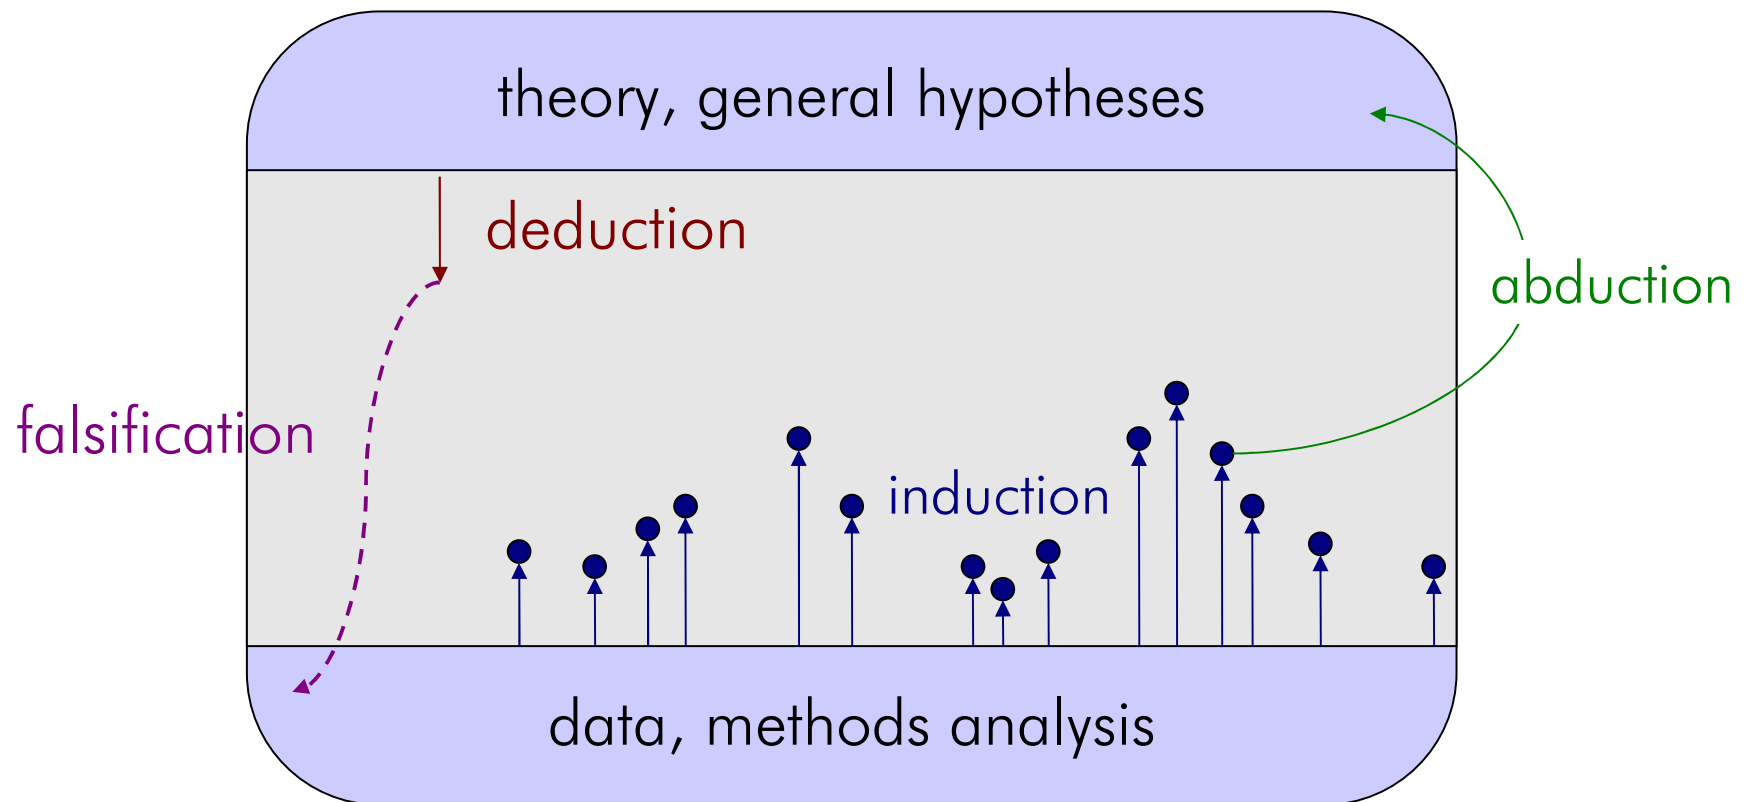 theory, general hypotheses
deduction
abduction
falsification
induction
data, methods analysis